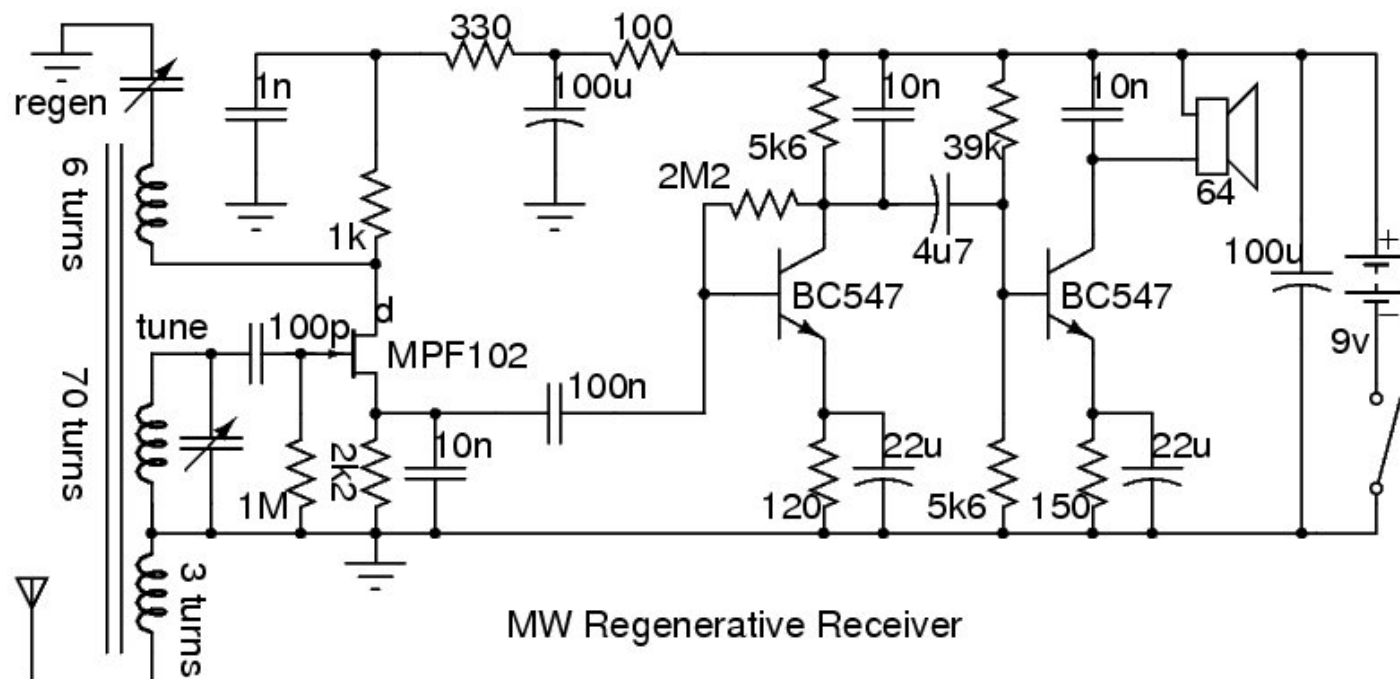 330
100
regen
1n
100u
10n
10n
5k6
39k
6 turns
2M2
64
1k
4u7
100u
+
d
BC547
BC547
tune
100p
MPF102
−
9v
70 turns
100n
10n
22u
22u
1M
2k2
120
5k6
150
3 turns
MW Regenerative Receiver